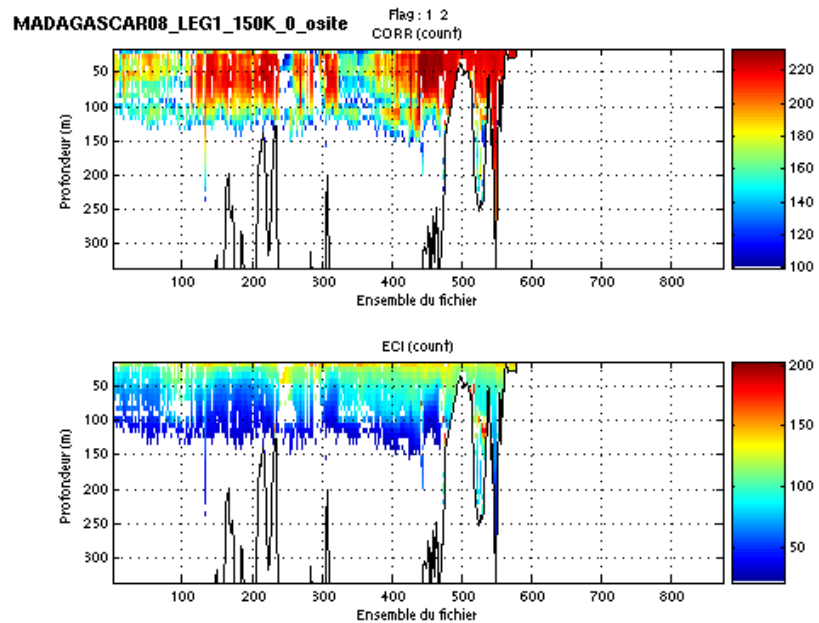 MADAGASCAR08_LEG1_150K_0_osite
Flag : 1 2
CORR (count)
Profondeur (m)
50
100
150
200
250
300
100 200 300 400 500 600 700 800
Ensemble du fichier
220
200
180
160
140
120
100
ECI (count)
Profondeur (m)
50
100
150
200
250
300
100 200 300 400 500 600 700 800
Ensemble du fichier
200
150
100
50